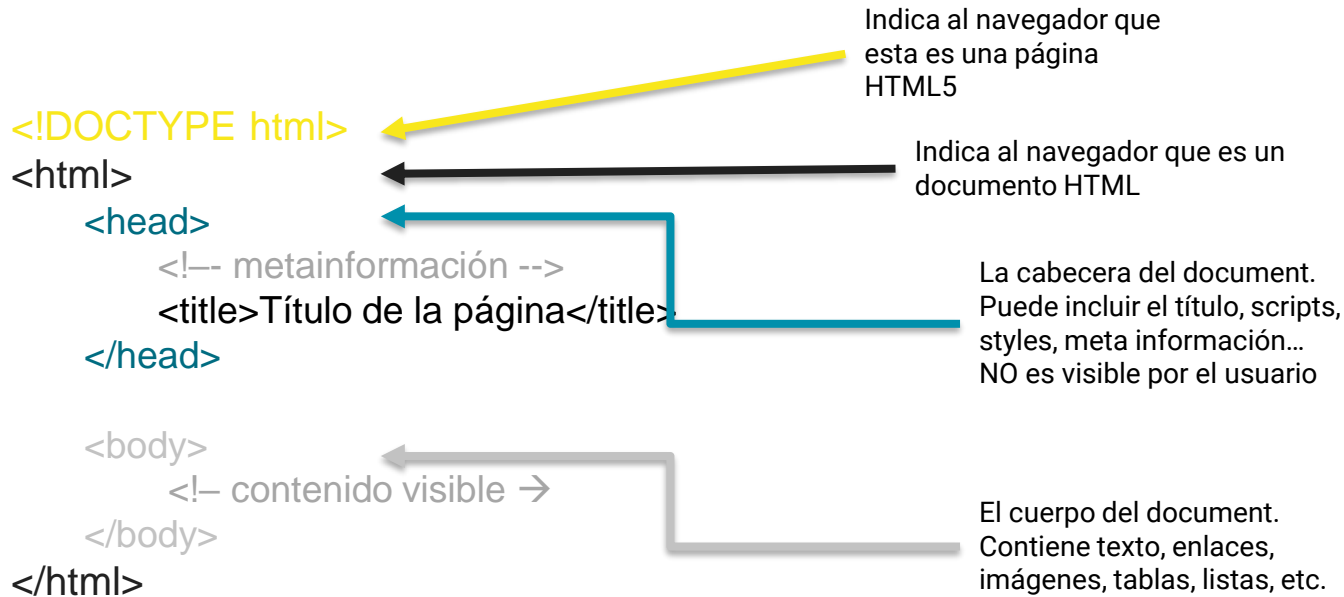 Indica al navegador que
esta es una página
HTML5
<!DOCTYPE html>
<html>
Indica al navegador que es un
documento HTML
<head>
<!–- metainformación -->
<title>Título de la página</title>
</head>
La cabecera del document.
Puede incluir el título, scripts,
styles, meta información…
NO es visible por el usuario
<body>
<!– contenido visible →
</body>
</html>
El cuerpo del document.
Contiene texto, enlaces,
imágenes, tablas, listas, etc.